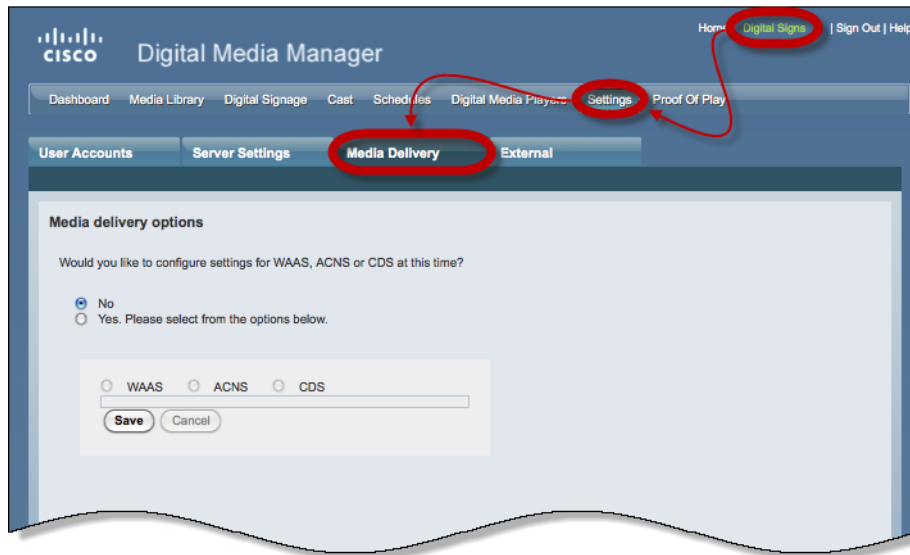 Home Digital Signs | Sign Out | Help
cisco Digital Media Manager
Dashboard Media Library Digital Signage Cast Schedules Digital Media Players Settings Proof Of Play
User Accounts Server Settings Media Delivery External
Media delivery options
Would you like to configure settings for WAAS, ACNS or CDS at this time?
No
Yes. Please select from the options below.
WAAS ACNS CDS
Save Cancel